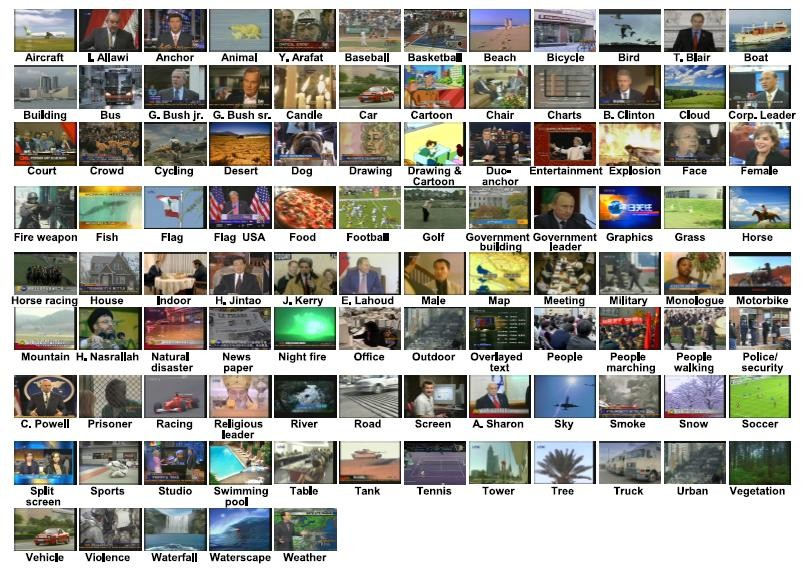 Aircraft I. Allawi Anchor Animal Y. Arafat Baseball Basketball Beach Bicycle Bird T. Blair Boat
Building Bus G. Bush jr. G. Bush sr. Candle Car Cartoon Chair Charts B. Clinton Cloud Corp. Leader
Court Crowd Cycling Desert Dog Drawing Drawing & Duo- Entertainment Explosion Face Female
Cartoon anchor
Fire weapon Fish Flag Flag USA Food Football Golf Government Government Graphics Grass Horse
building leader
Horse racing House Indoor H. Jintao J. Kerry E. Lahoud Male Map Meeting Military Monologue Motorbike
Mountain H. Nasrallah Natural News Night fire Office Outdoor Overlayed People People People Police/
disaster paper text marching walking security
C. Powell Prisoner Racing Religious River Road Screen A. Sharon Sky Smoke Snow Soccer
leader
Split Sports Studio Swimming Table Tank Tennis Tower Tree Truck Urban Vegetation
screen pool
Vehicle Violence Waterfall Waterscape Weather